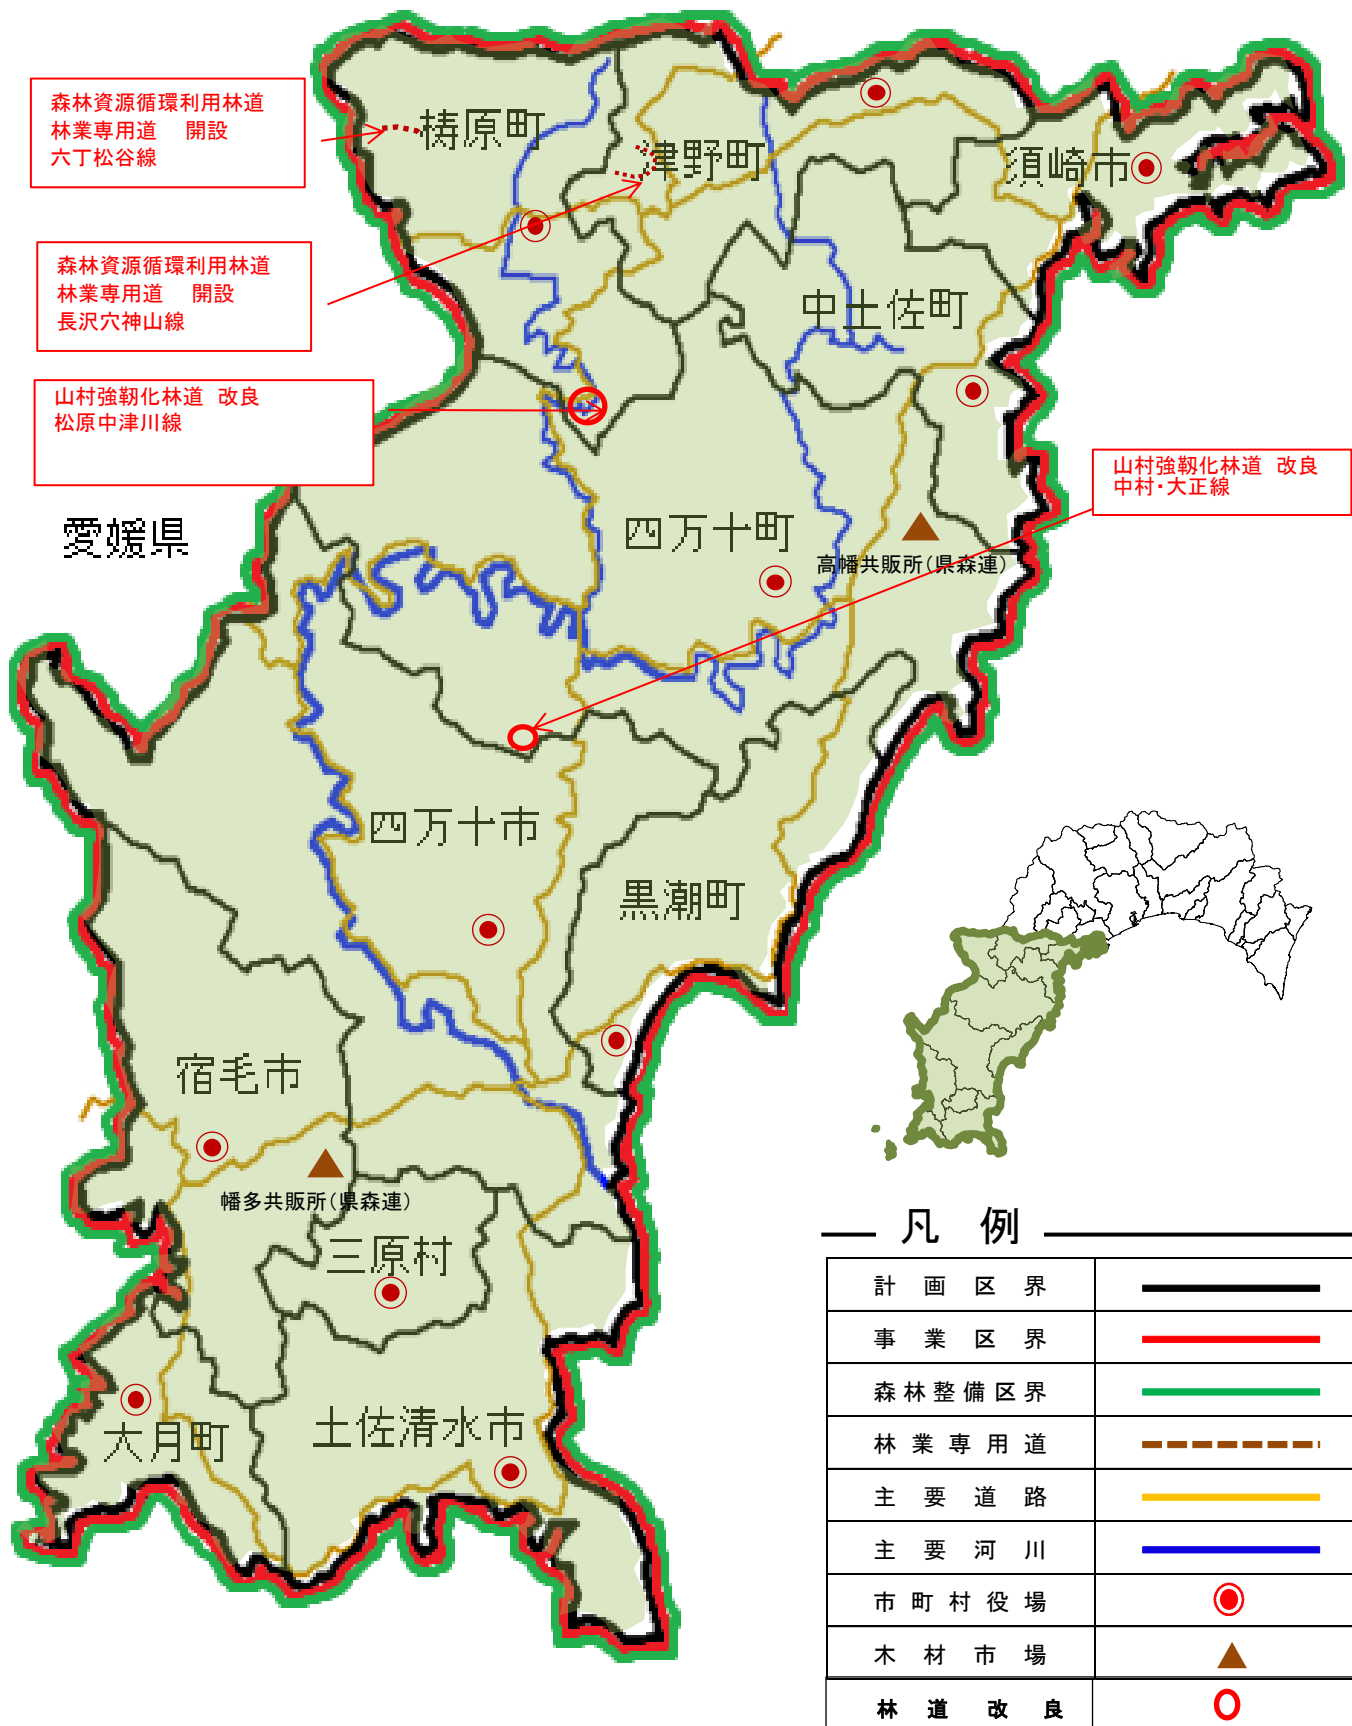 森林資源循環利用林道
林業専用道　開設
六丁松谷線
梼原町
津野町
須崎市
森林資源循環利用林道
林業専用道　開設
長沢穴神山線
中土佐町
山村強靱化林道 改良
松原中津川線
山村強靱化林道 改良
中村・大正線
愛媛県
四万十町
高幡共販所(県森連)
四万十市
黒潮町
宿毛市
幡多共販所(県森連)
三原村
大月町
土佐清水市
凡 例
計画区界
事業区界
森林整備区界
林業専用道
主要道路
主要河川
市町村役場
木材市場
林道改良